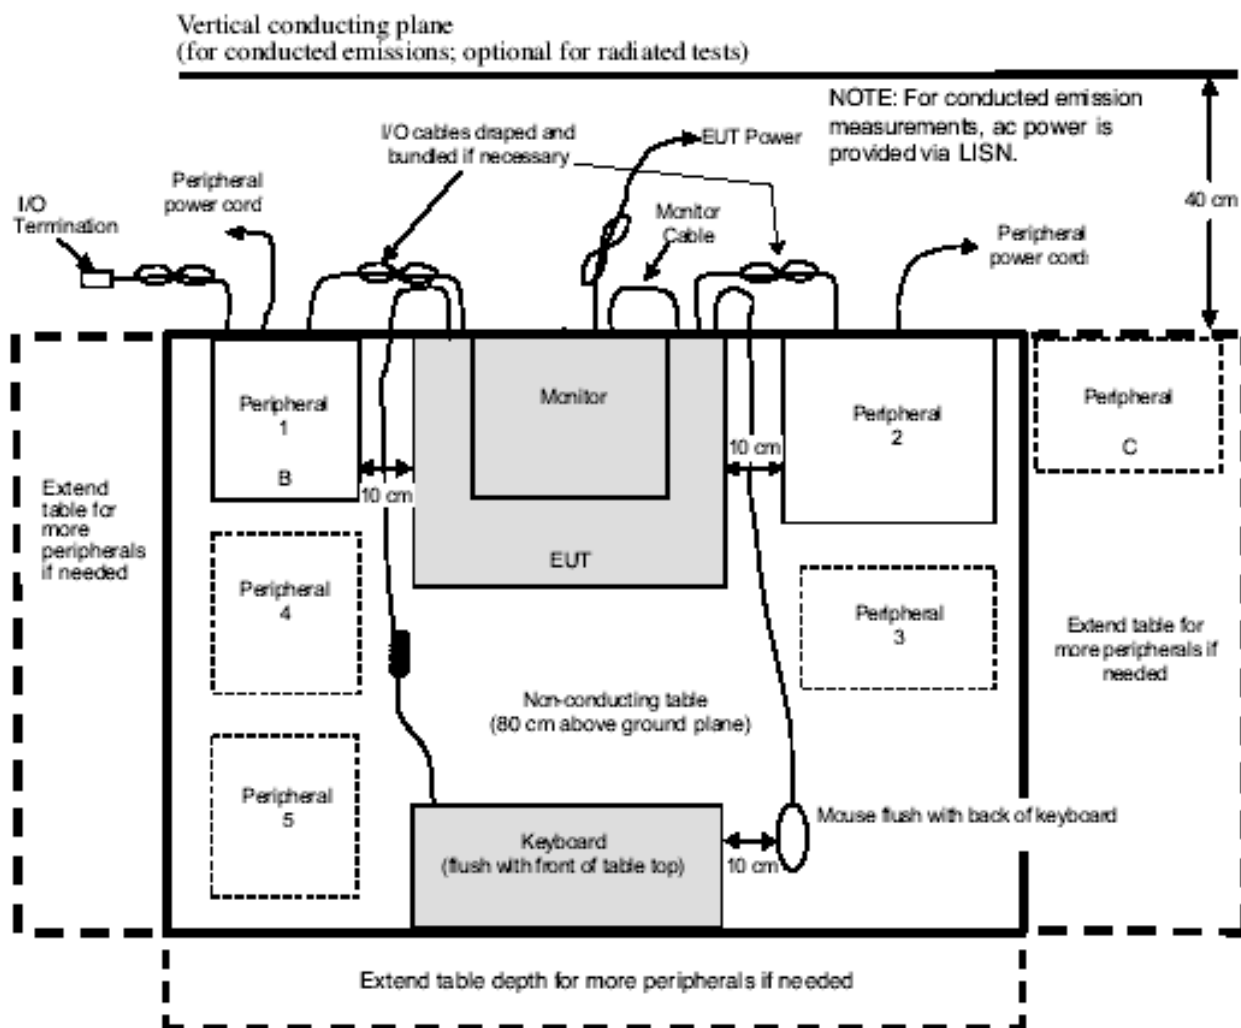 Vertical conducting plane
(for conducted emissions; optional for radiated tests)
NOTE: For conducted emission
measurements, ac power is
provided via LISN.
40 cm
I/O cables draped and
bundled if necessary
EUT Power
Peripheral
power cord
I/O
Termination
Monitor
Cable
Peripheral
power cord
Peripheral
1
B
10 cm
Monitor
EUT
10 cm
Peripheral
2
Peripheral
C
Extend
table for
more
peripherals
if needed
Peripheral
4
Peripheral
3
Extend table for
more peripherals if
needed
Non-conducting table
(80 cm above ground plane)
Peripheral
5
Keyboard
(flush with front of table top)
10 cm
Mouse flush with back of keyboard
Extend table depth for more peripherals if needed